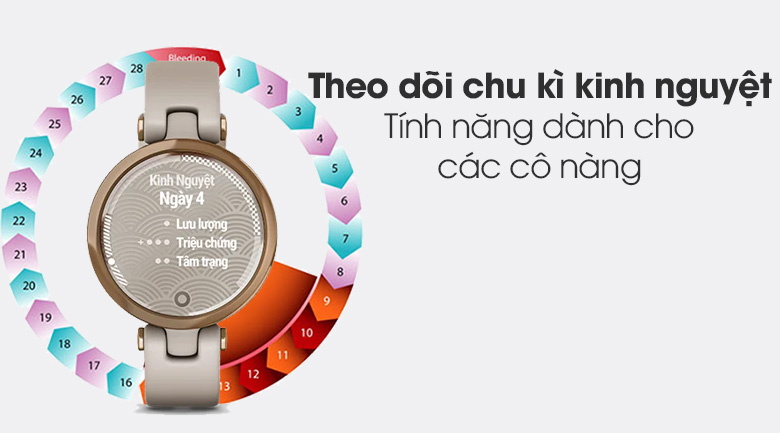 Theo dõi chu kì kinh nguyệt
Tính năng dành cho
các cô nàng
Bleeding
Kinh Nguyệt
Ngày 4
Lưu lượng
+ Triệu chứng
Tâm trạng
1
2
3
4
5
6
7
8
9
10
11
12
13
16
17
18
19
20
21
22
23
24
25
26
27
28